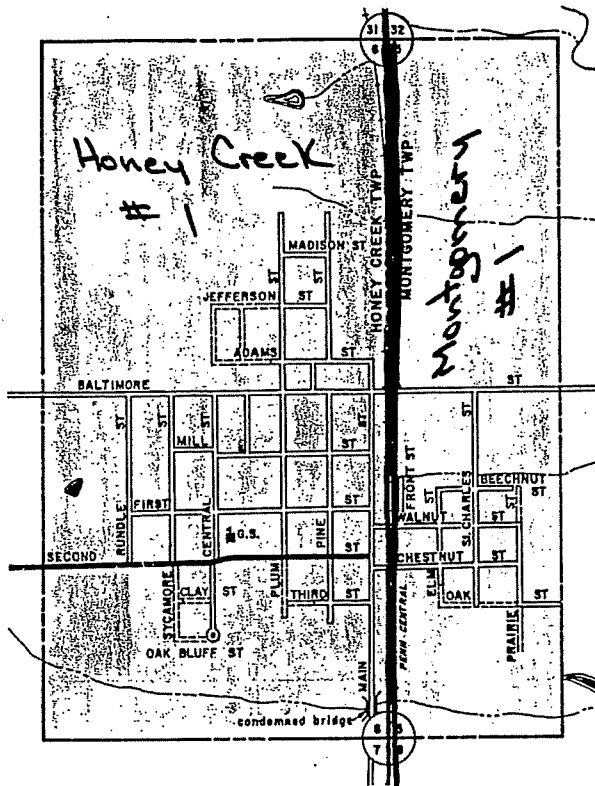 31 32
6 5
Honey Creek
# 1
HONEY CREEK TWP
MONTGOMERY TWP
Montogmery
# 1
MADISON ST
ST
ST
JEFFERSON ST
ADAMS ST
BALTIMORE ST
ST
ST
ST
ST
ST
MILL ST
FRONT ST
ST. CHARLES
BEECHNUT ST
ST
ST
FIRST ST
WALNUT ST
RUNDLE
CENTRAL
G.S.
PINE
SECOND ST
CHESTNUT ST
SYCAMORE
CLAY ST
PLUM
THIRD ST
ELM
OAK ST
PENN-CENTRAL
OAK BLUFF ST
PRAIRIE
MAIN
condemned bridge
6 5
7 8